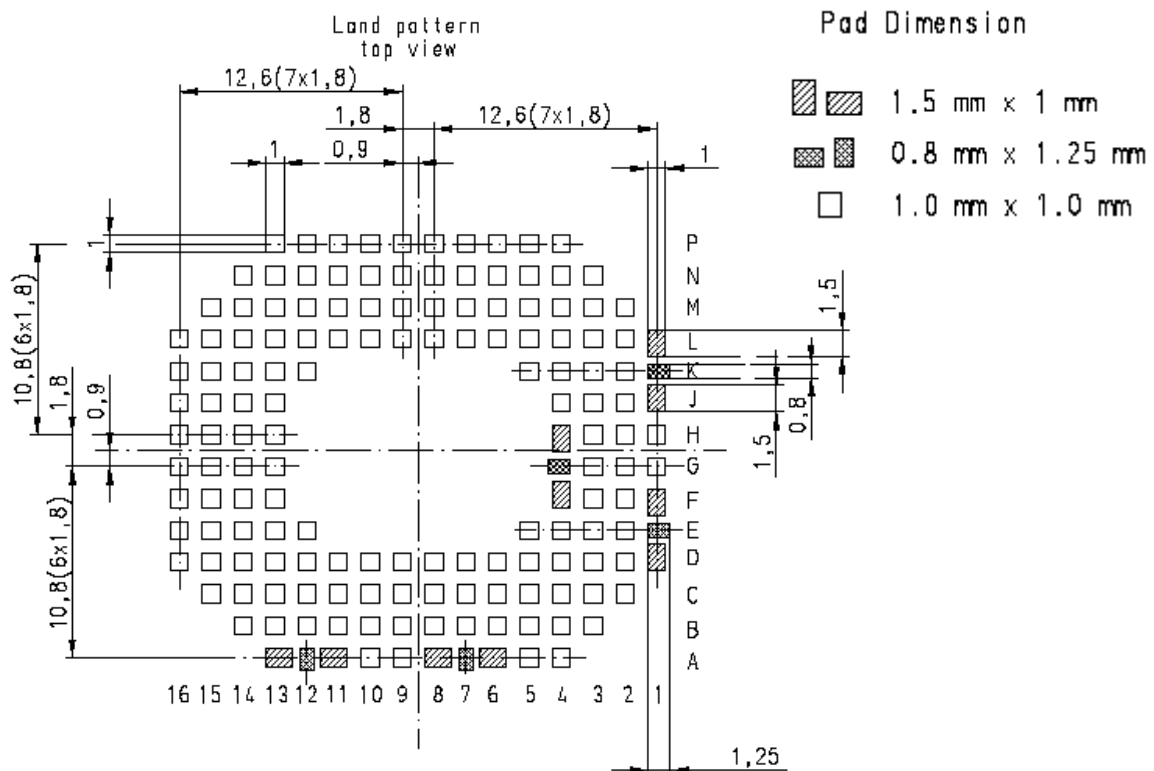 Land pattern
top view
Pad Dimension
12,6(7x1,8)
1,8
12,6(7x1,8)
1.5 mm x 1 mm
1
0,9
1
0.8 mm x 1.25 mm
1.0 mm x 1.0 mm
1
P
N
M
L
K
J
H
G
F
E
D
C
B
A
10,8(6x1,8)
1,8
0,9
10,8(6x1,8)
1,5
0,8
1,5
16 15 14 13 12 11 10 9 8 7 6 5 4 3 2 1
1,25